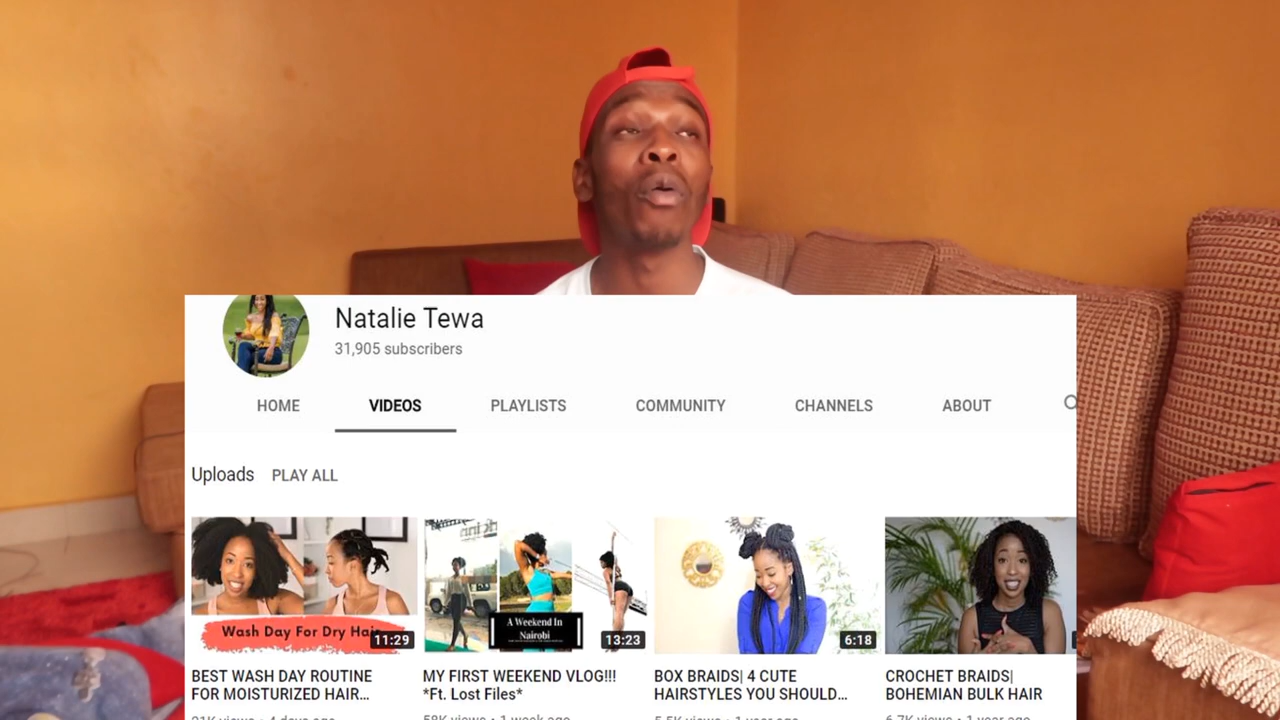 Natalie Tewa
31,905 subscribers
HOME VIDEOS PLAYLISTS COMMUNITY CHANNELS ABOUT
Uploads PLAY ALL
Wash Day For Dry Hair
11:29
A Weekend In
Nairobi
13:23
6:18
BEST WASH DAY ROUTINE
FOR MOISTURIZED HAIR...
MY FIRST WEEKEND VLOG!!!
*Ft. Lost Files*
BOX BRAIDS| 4 CUTE
HAIRSTYLES YOU SHOULD...
CROCHET BRAIDS|
BOHEMIAN BULK HAIR